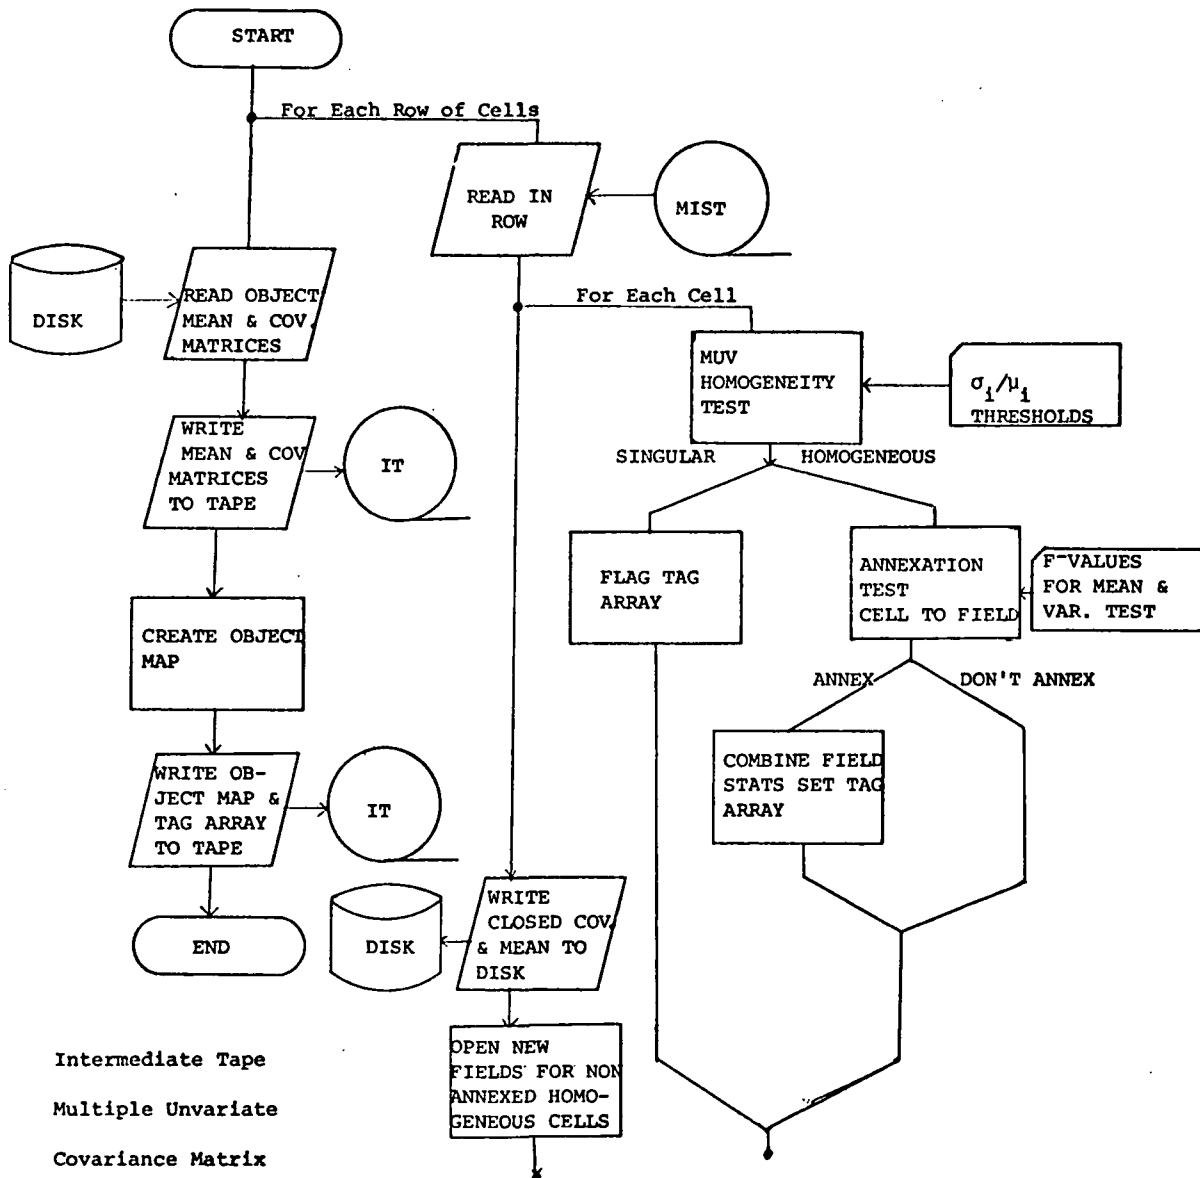 START
For Each Row of Cells
READ IN
ROW
MIST
DISK
READ OBJECT
MEAN & COV.
MATRICES
For Each Cell
MUV
HOMOGENEITY
TEST
σi/μi
THRESHOLDS
WRITE
MEAN & COV
MATRICES
TO TAPE
IT
SINGULAR
HOMOGENEOUS
FLAG TAG
ARRAY
ANNEXATION
TEST
CELL TO FIELD
F-VALUES
FOR MEAN &
VAR. TEST
CREATE OBJECT
MAP
ANNEX
DON'T ANNEX
WRITE OB-
JECT MAP &
TAG ARRAY
TO TAPE
IT
COMBINE FIELD
STATS SET TAG
ARRAY
END
DISK
WRITE
CLOSED COV.
& MEAN TO
DISK
OPEN NEW
FIELDS FOR NON
ANNEXED HOMO-
GENEOUS CELLS
Intermediate Tape
Multiple Unvariate
Covariance Matrix